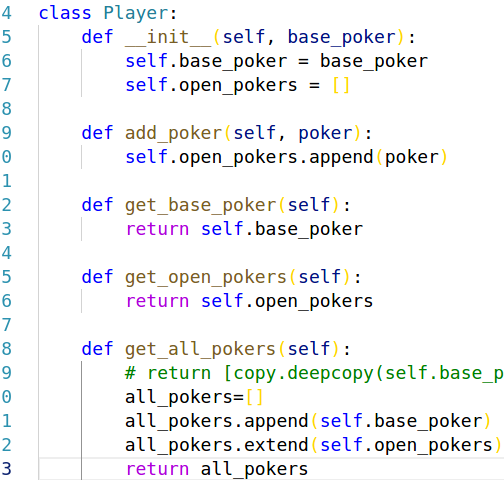 4 class Player:
5     def __init__(self, base_poker):
6         self.base_poker = base_poker
7         self.open_pokers = []
8
9     def add_poker(self, poker):
0         self.open_pokers.append(poker)
1
2     def get_base_poker(self):
3         return self.base_poker
4
5     def get_open_pokers(self):
6         return self.open_pokers
7
8     def get_all_pokers(self):
9         # return [copy.deepcopy(self.base_p
0         all_pokers=[]
1         all_pokers.append(self.base_poker)
2         all_pokers.extend(self.open_pokers)
3         return all_pokers